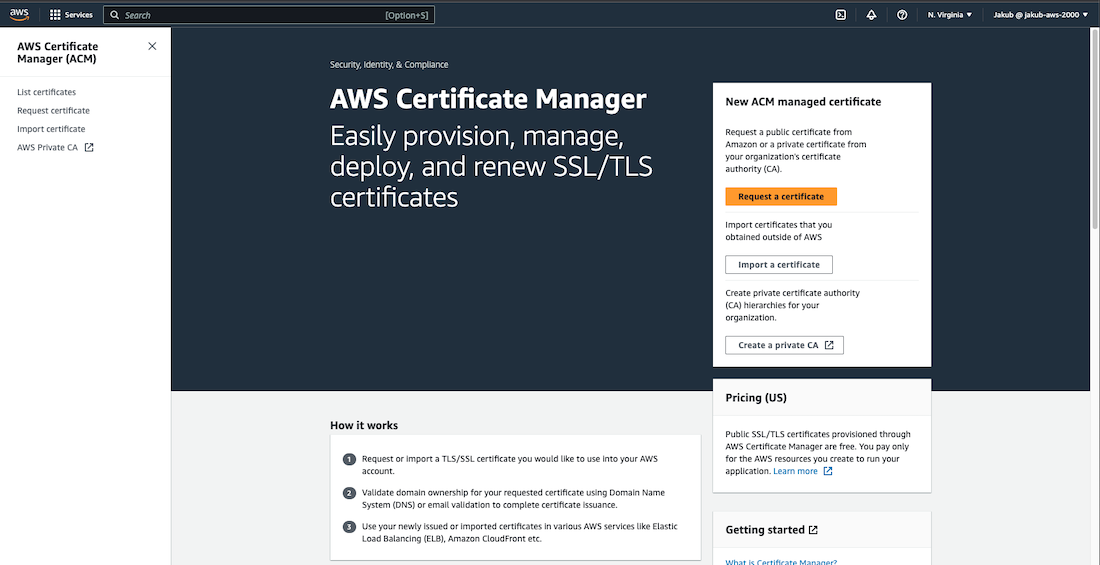 aws
Services
Search
[Option+S]
N. Virginia
Jakub @ jakub-aws-2000
AWS Certificate
Manager (ACM)
List certificates
Request certificate
Import certificate
AWS Private CA
Security, Identity, & Compliance
AWS Certificate Manager
Easily provision, manage,
deploy, and renew SSL/TLS
certificates
New ACM managed certificate
Request a public certificate from
Amazon or a private certificate from
your organization's certificate
authority (CA).
Request a certificate
Import certificates that you
obtained outside of AWS
Import a certificate
Create private certificate authority
(CA) hierarchies for your
organization.
Create a private CA
Pricing (US)
Public SSL/TLS certificates provisioned through
AWS Certificate Manager are free. You pay only
for the AWS resources you create to run your
application. Learn more
How it works
1 Request or import a TLS/SSL certificate you would like to use into your AWS
account.
2 Validate domain ownership for your requested certificate using Domain Name
System (DNS) or email validation to complete certificate issuance.
3 Use your newly issued or imported certificates in various AWS services like Elastic
Load Balancing (ELB), Amazon CloudFront etc.
Getting started
What is Certificate Manager?